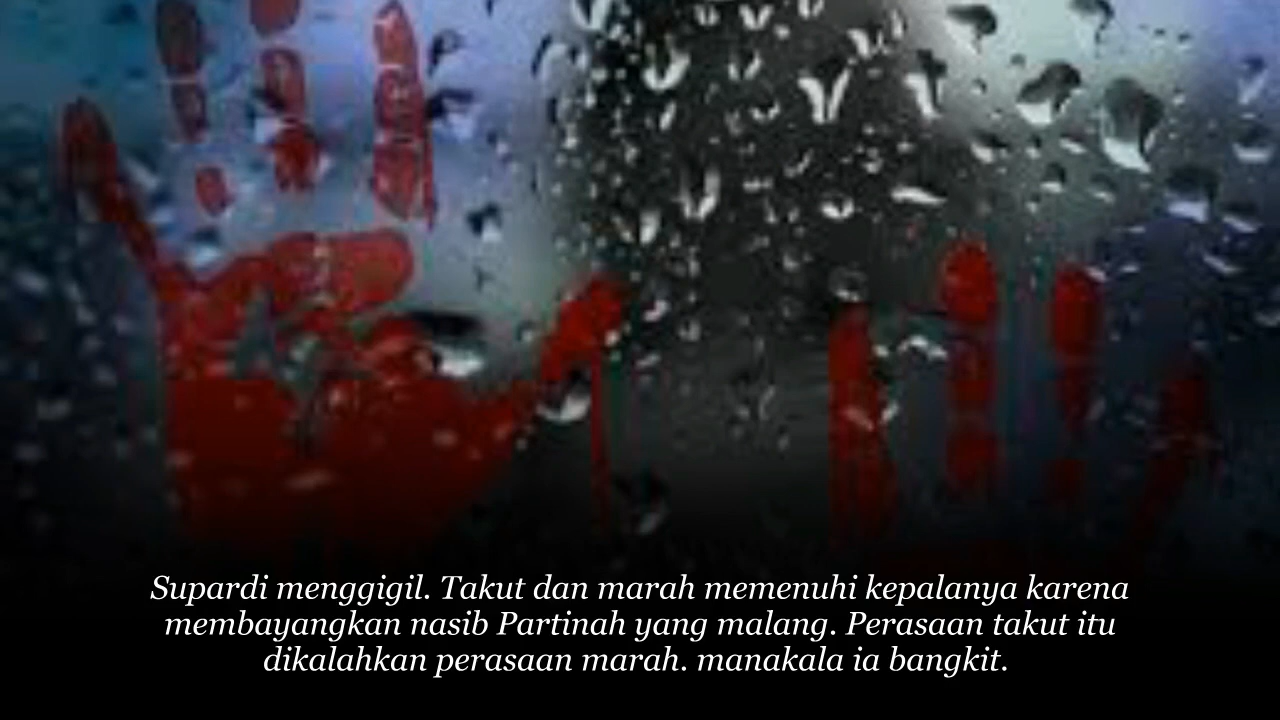 Supardi menggigil. Takut dan marah memenuhi kepalanya karena
membayangkan nasib Partinah yang malang. Perasaan takut itu
dikalahkan perasaan marah. manakala ia bangkit.